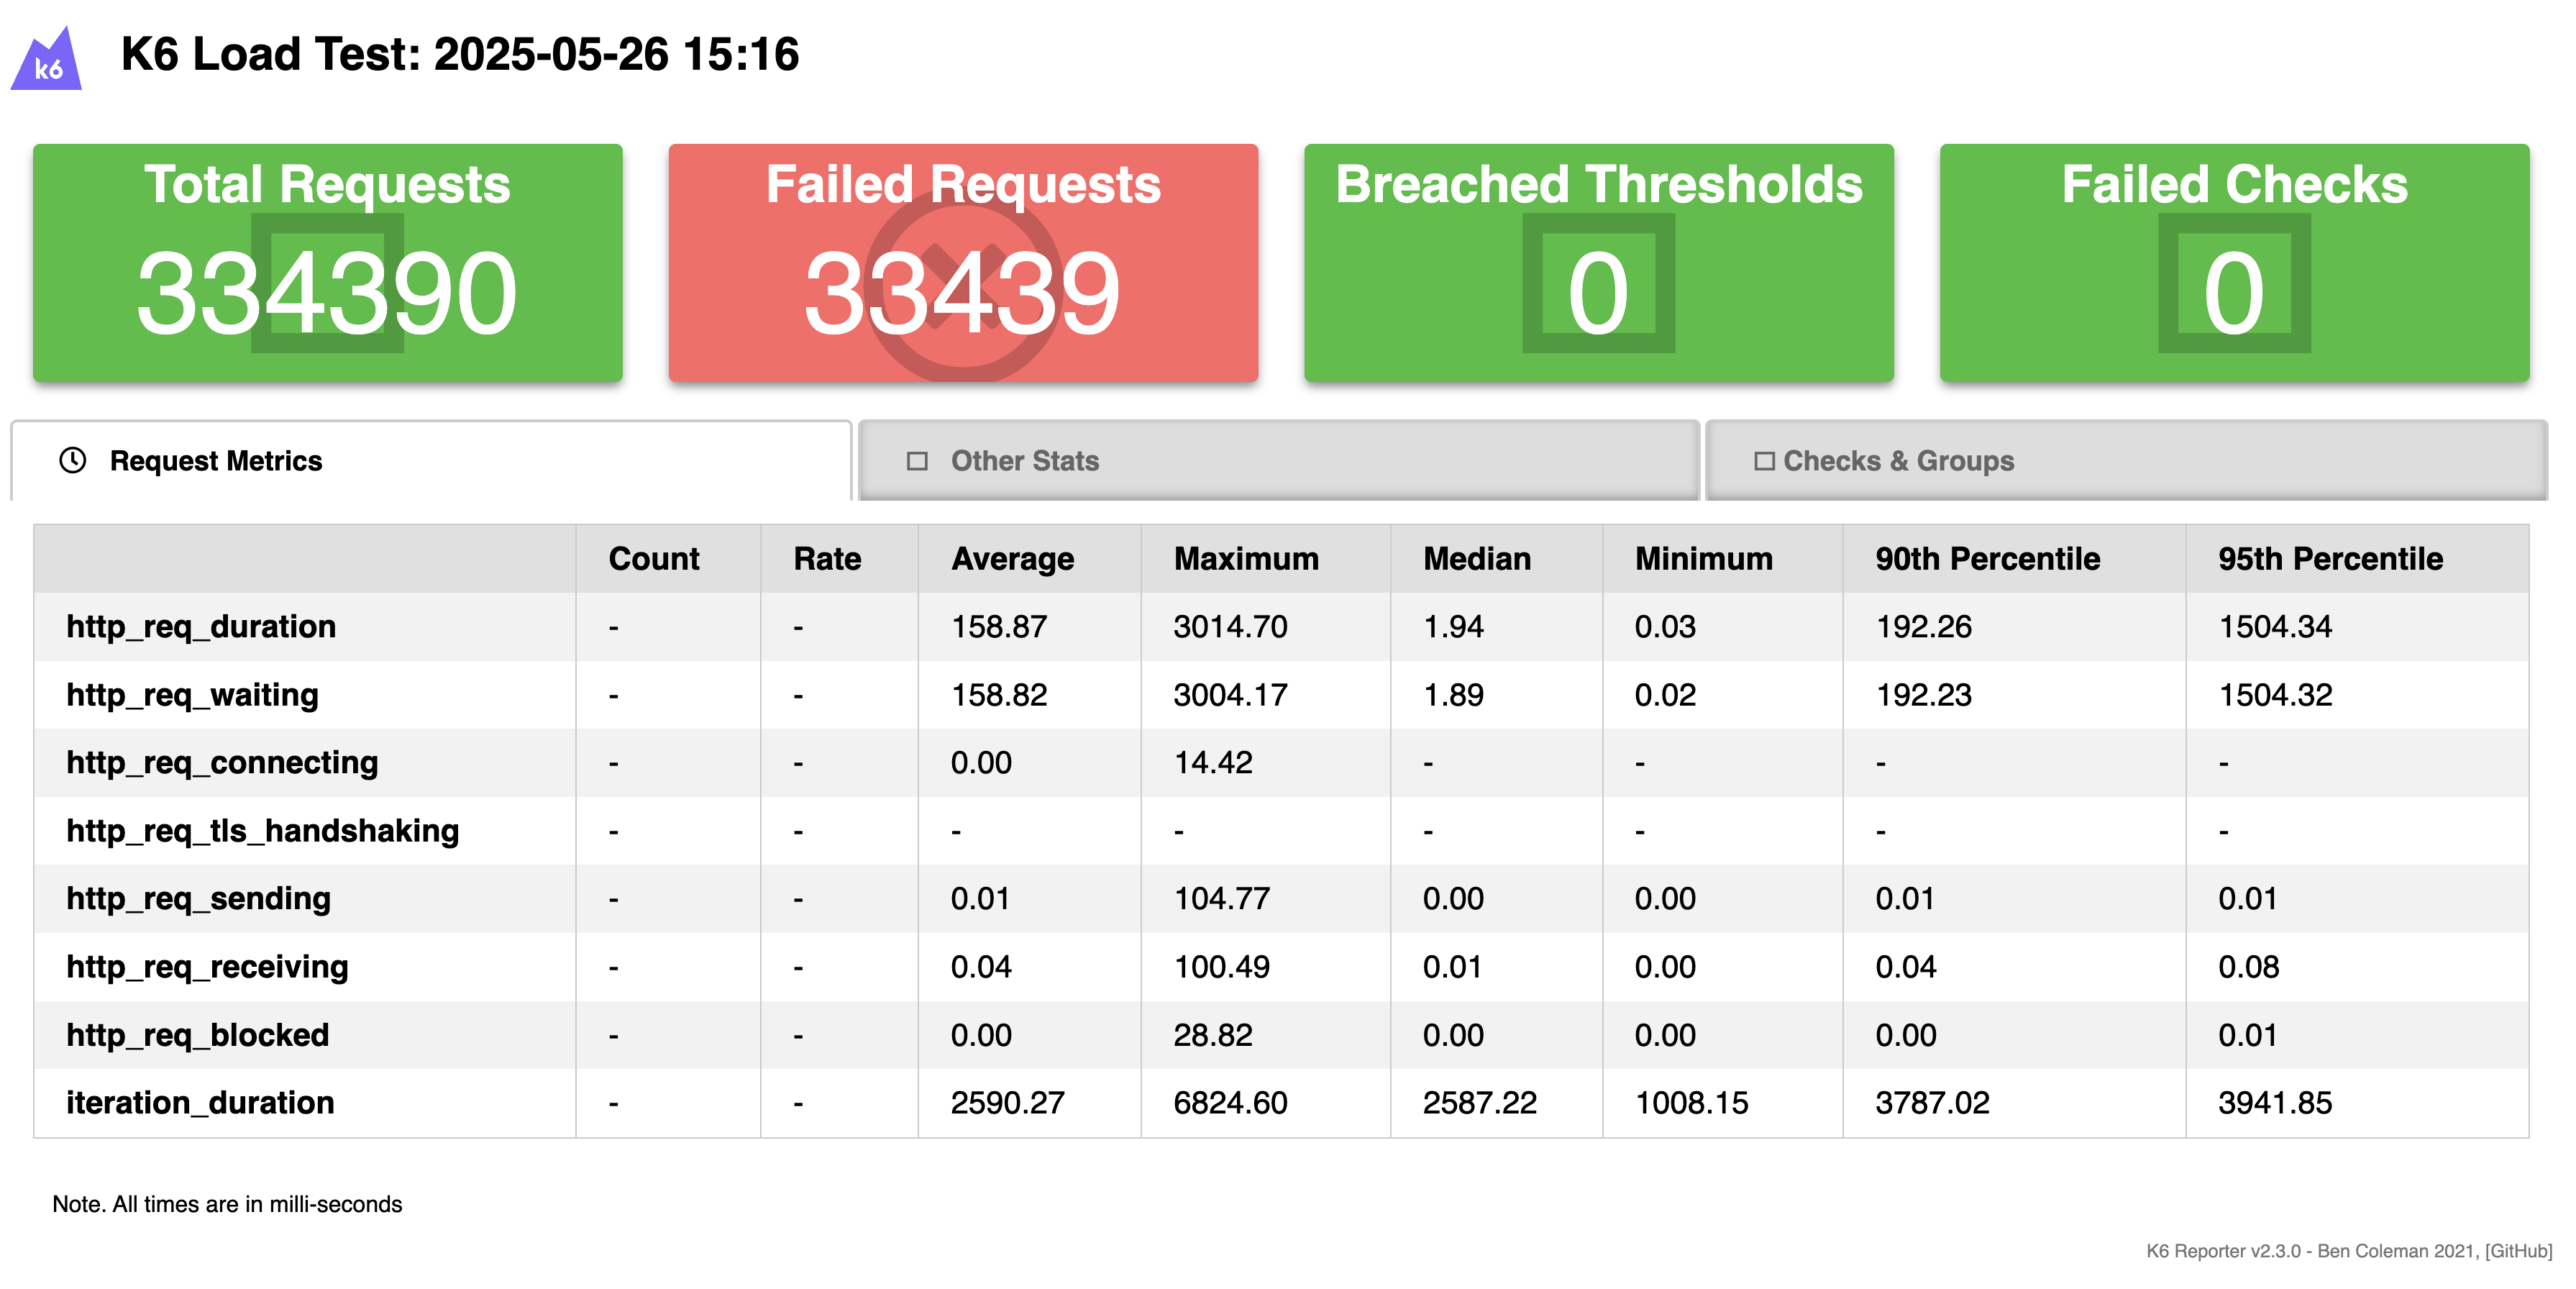 k6
K6 Load Test: 2025-05-26 15:16
Total Requests
334390
Failed Requests
33439
Breached Thresholds
0
Failed Checks
0
Request Metrics
Other Stats
Checks & Groups
Count Rate Average Maximum Median Minimum 90th Percentile 95th Percentile
http_req_duration - - 158.87 3014.70 1.94 0.03 192.26 1504.34
http_req_waiting - - 158.82 3004.17 1.89 0.02 192.23 1504.32
http_req_connecting - - 0.00 14.42 - - - -
http_req_tls_handshaking - - - - - - - -
http_req_sending - - 0.01 104.77 0.00 0.00 0.01 0.01
http_req_receiving - - 0.04 100.49 0.01 0.00 0.04 0.08
http_req_blocked - - 0.00 28.82 0.00 0.00 0.00 0.01
iteration_duration - - 2590.27 6824.60 2587.22 1008.15 3787.02 3941.85
Note. All times are in milli-seconds
K6 Reporter v2.3.0 - Ben Coleman 2021, [GitHub]